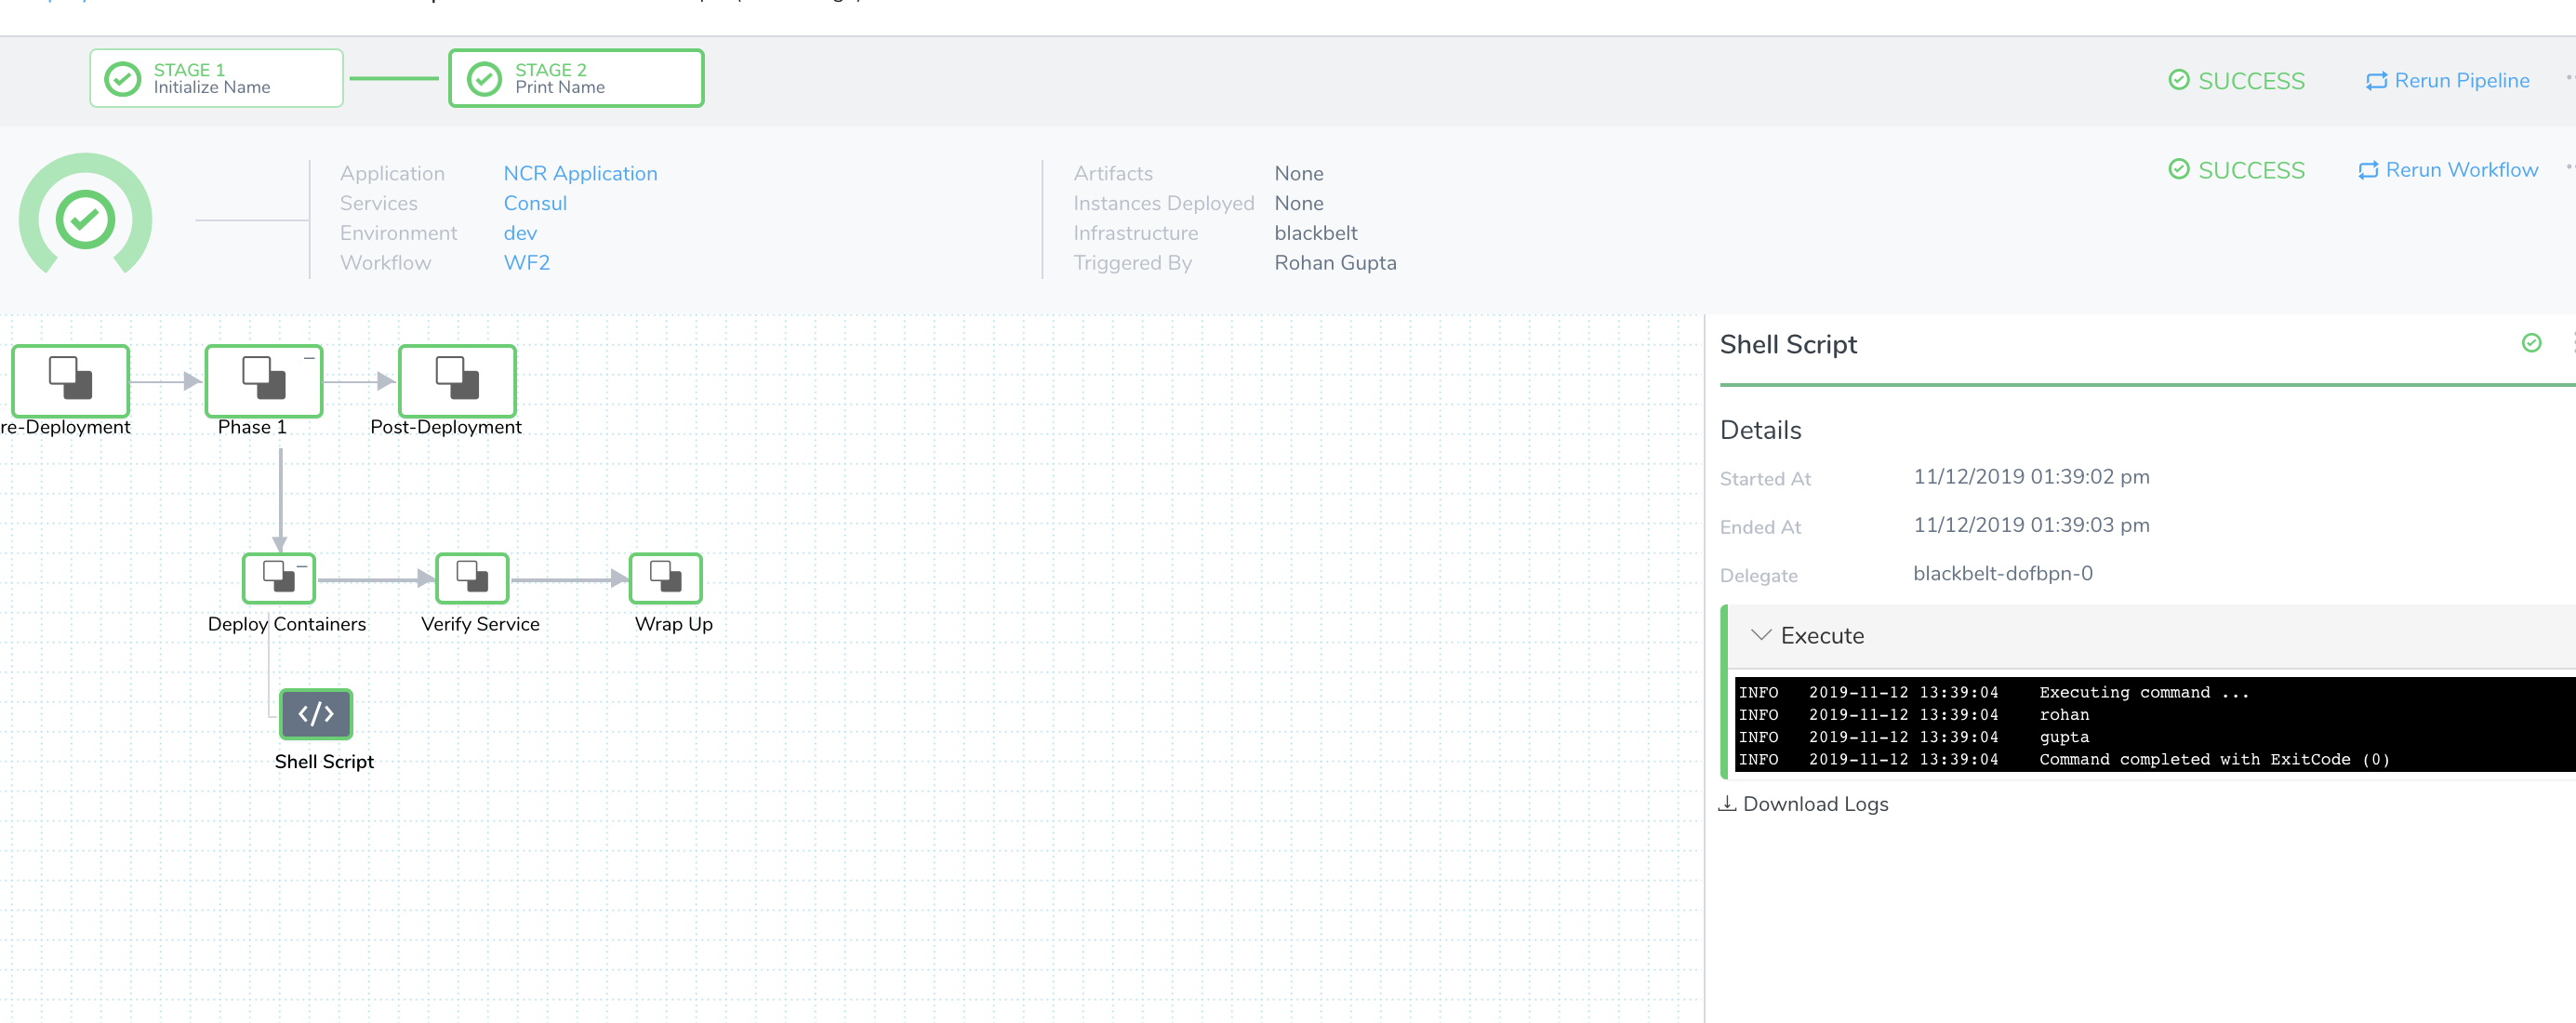 STAGE 1
Initialize Name
STAGE 2
Print Name
SUCCESS
Rerun Pipeline
Application NCR Application
Services Consul
Environment dev
Workflow WF2
Artifacts None
Instances Deployed None
Infrastructure blackbelt
Triggered By Rohan Gupta
SUCCESS
Rerun Workflow
re-Deployment
Phase 1
Post-Deployment
Deploy Containers
Verify Service
Wrap Up
</>
Shell Script
Shell Script
Details
Started At 11/12/2019 01:39:02 pm
Ended At 11/12/2019 01:39:03 pm
Delegate blackbelt-dofbpn-0
Execute
INFO 2019-11-12 13:39:04 Executing command ...
INFO 2019-11-12 13:39:04 rohan
INFO 2019-11-12 13:39:04 gupta
INFO 2019-11-12 13:39:04 Command completed with ExitCode (0)
Download Logs